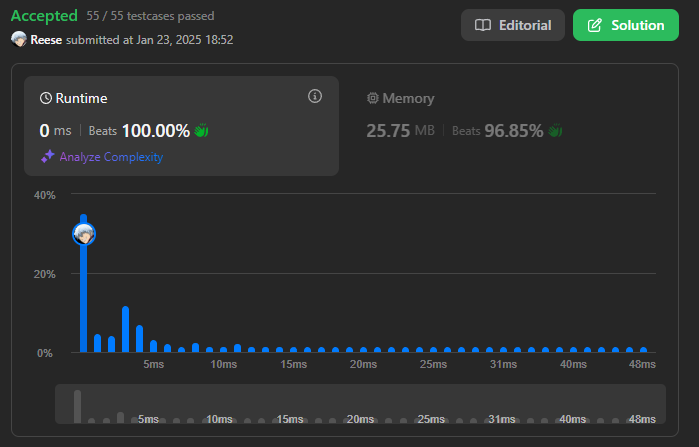 Accepted 55 / 55 testcases passed
Editorial
Solution
Reese submitted at Jan 23, 2025 18:52
Runtime
0 ms | Beats 100.00%
Analyze Complexity
Memory
25.75 MB | Beats 96.85%
40%
20%
0%
5ms 10ms 15ms 20ms 25ms 31ms 40ms 48ms
5ms 10ms 15ms 20ms 25ms 31ms 40ms 48ms